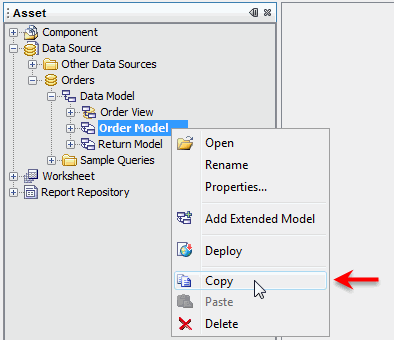 Asset
Component
Data Source
Other Data Sources
Orders
Data Model
Order View
Order Model
Return Model
Sample Queries
Worksheet
Report Repository
Open
Rename
Properties...
Add Extended Model
Deploy
Copy
Paste
Delete